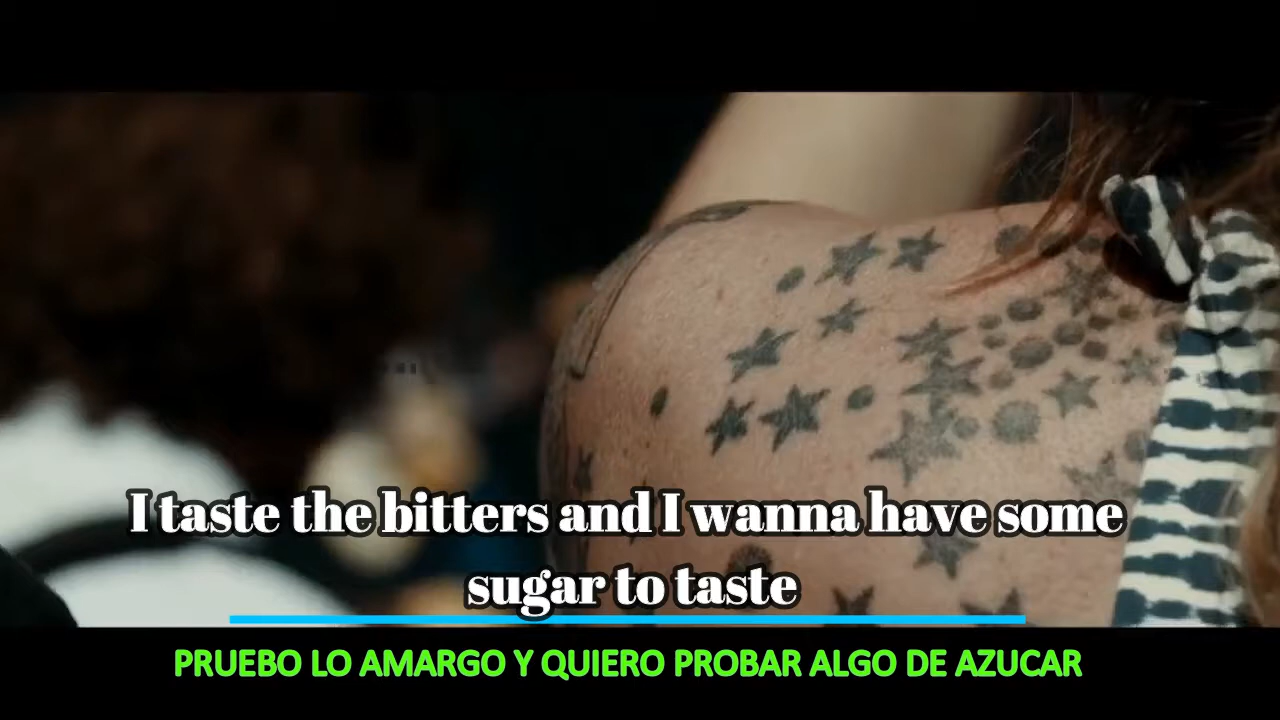 I taste the bitters and I wanna have some
sugar to taste
PRUEBO LO AMARGO Y QUIERO PROBAR ALGO DE AZUCAR